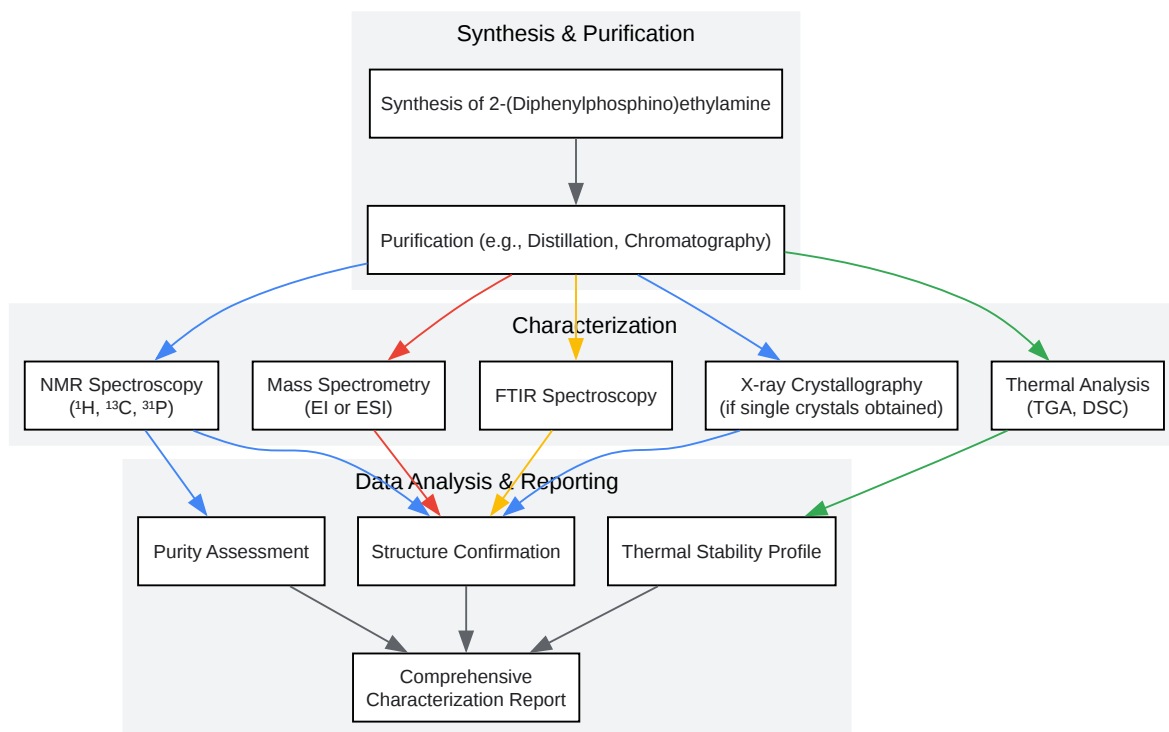 Synthesis & Purification
Synthesis of 2-(Diphenylphosphino)ethylamine
Purification (e.g., Distillation, Chromatography)
Characterization
NMR Spectroscopy
(¹H, ¹³C, ³¹P)
Mass Spectrometry
(EI or ESI)
FTIR Spectroscopy
X-ray Crystallography
(if single crystals obtained)
Thermal Analysis
(TGA, DSC)
Data Analysis & Reporting
Purity Assessment
Structure Confirmation
Thermal Stability Profile
Comprehensive
Characterization Report